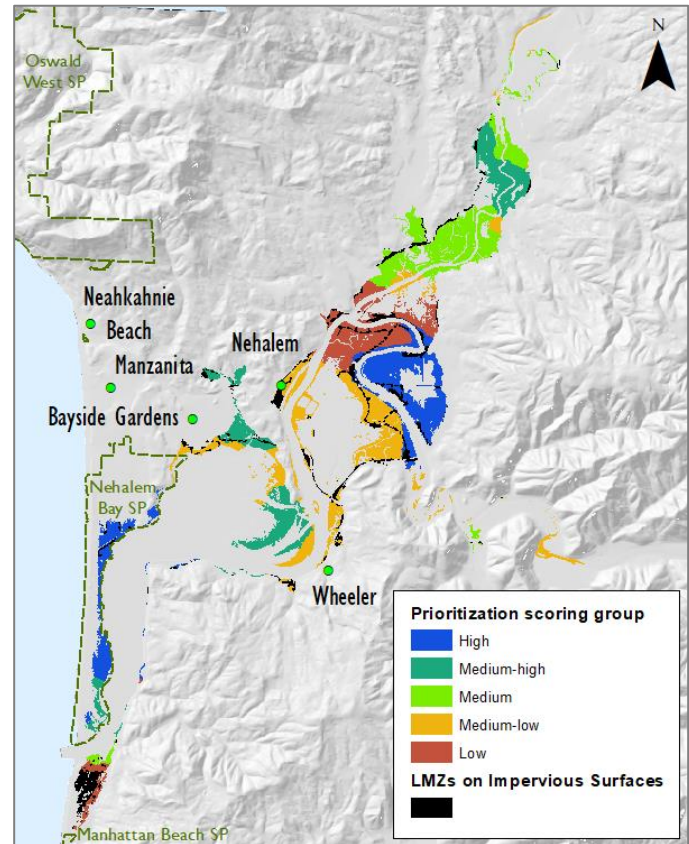 Oswald
West SP
N
Neahkahnie
Beach
Manzanita
Nehalem
Bayside Gardens
Nehalem
Bay SP
Wheeler
Prioritization scoring group
High
Medium-high
Medium
Medium-low
Low
LMZs on Impervious Surfaces
Manhattan Beach SP